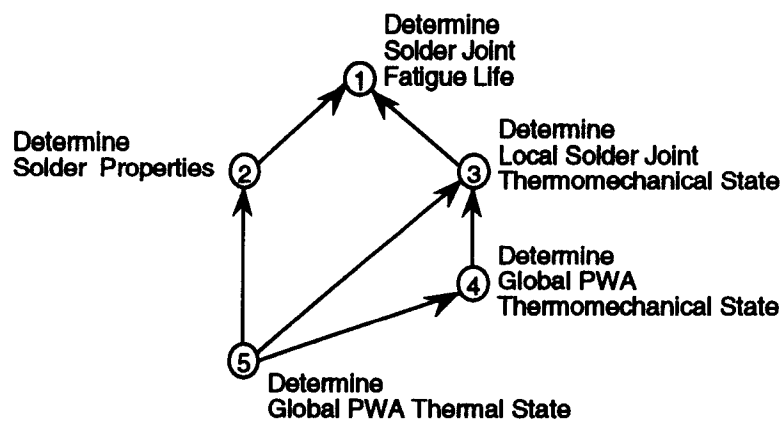 Determine
Solder Joint
Fatigue Life
1
Determine
Solder Properties
2
Determine
Local Solder Joint
Thermomechanical State
3
Determine
Global PWA
Thermomechanical State
4
5
Determine
Global PWA Thermal State